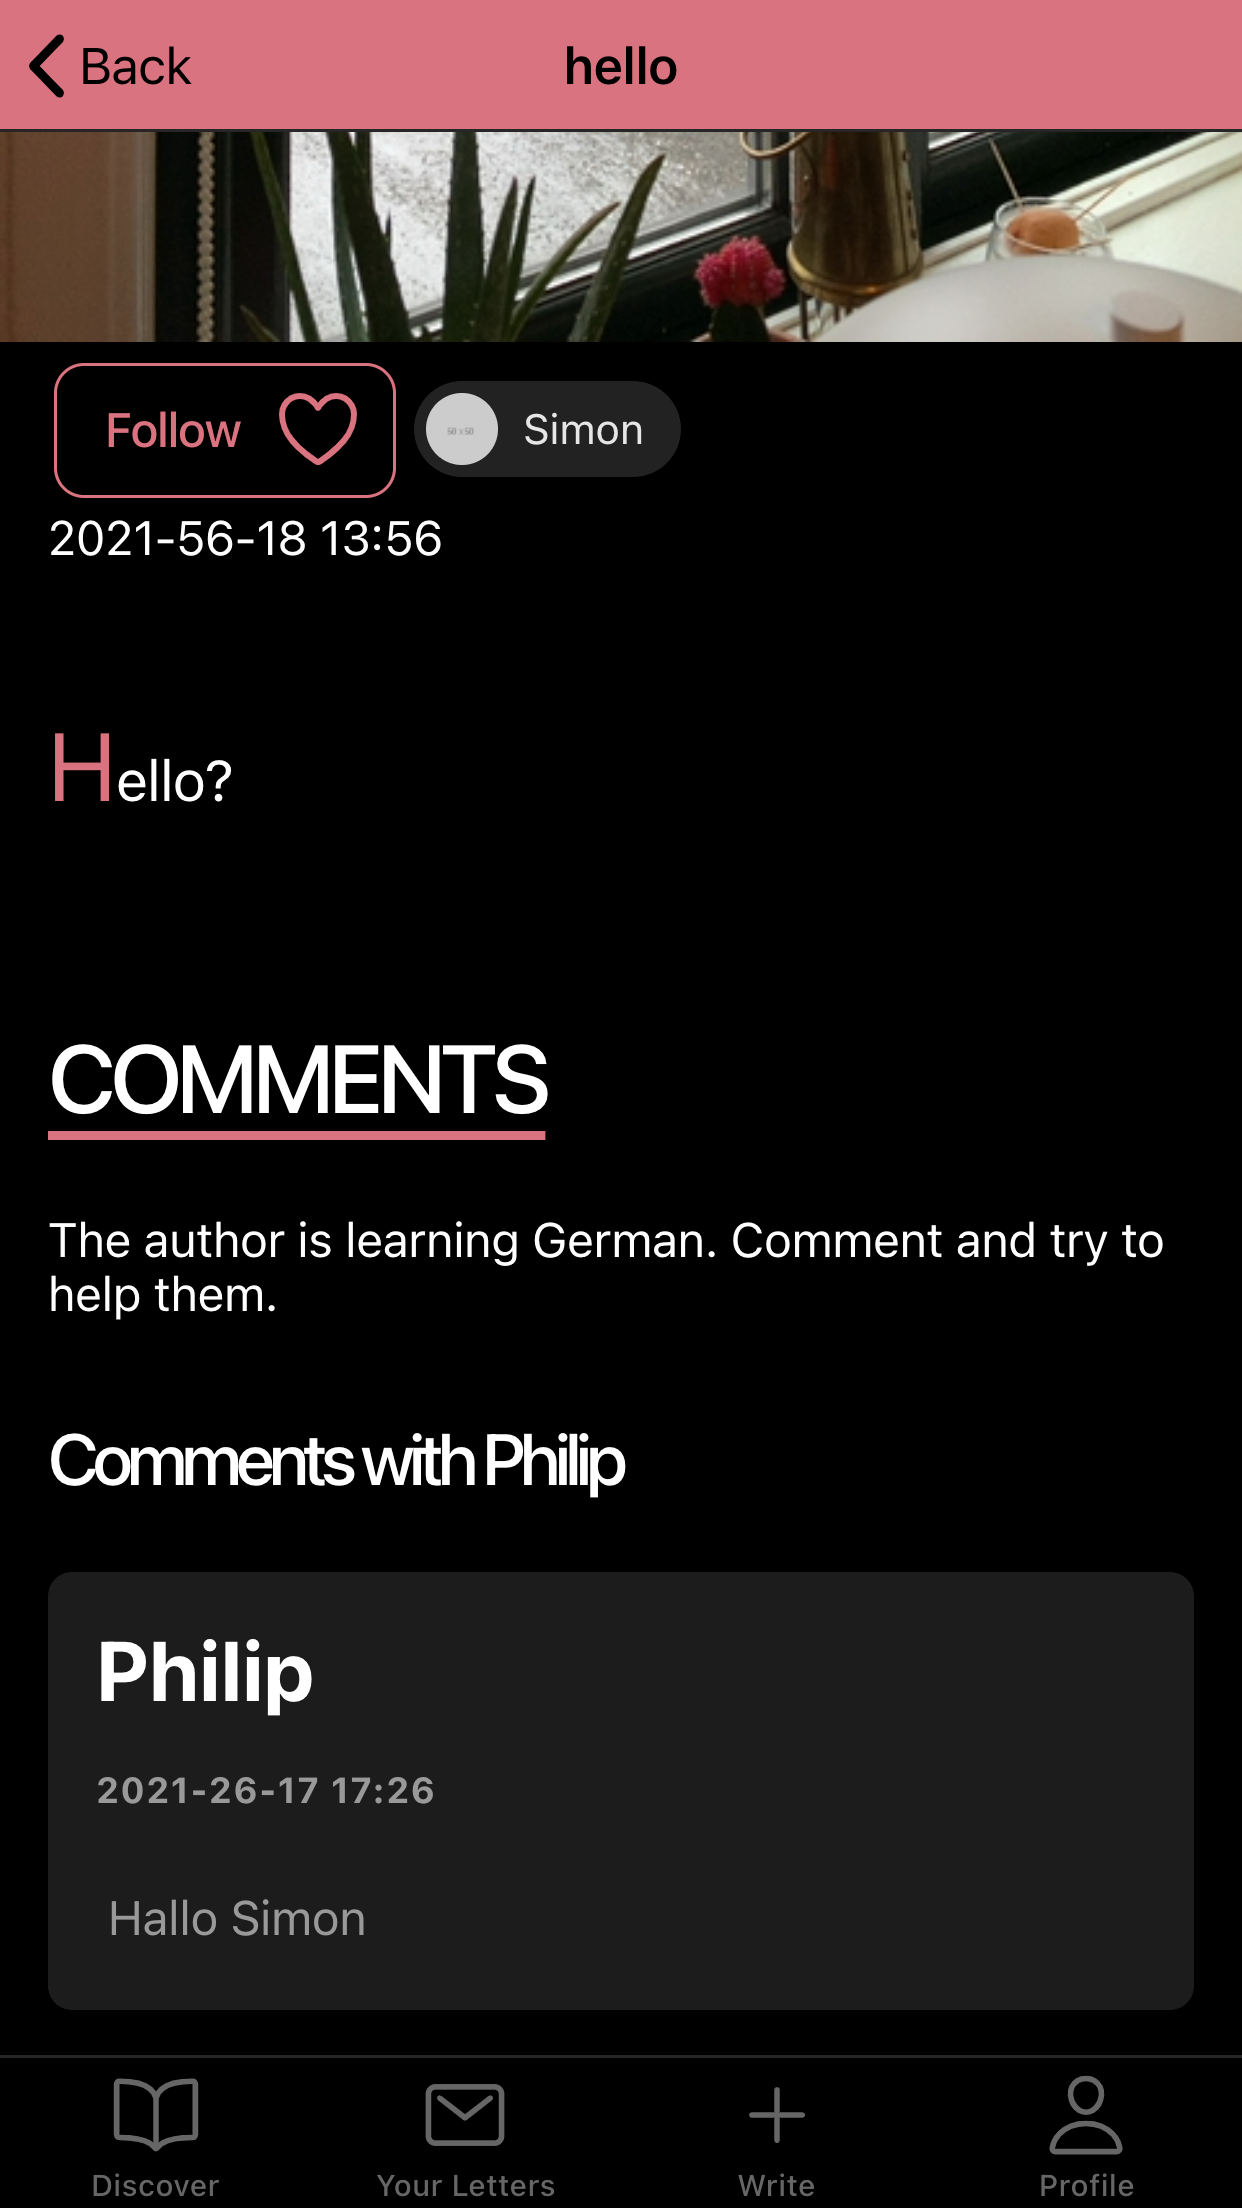 Back
hello
Follow
50 x 50
Simon
2021-56-18 13:56
Hello?
COMMENTS
The author is learning German. Comment and try to
help them.
Comments with Philip
Philip
2021-26-17 17:26
Hallo Simon
Discover
Your Letters
Write
Profile